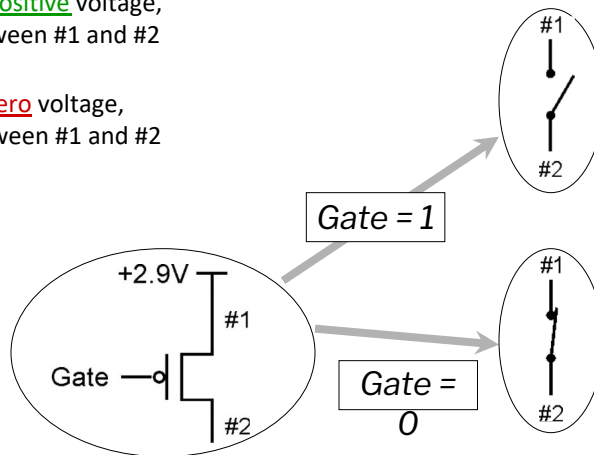 ositive voltage,
ween #1 and #2
ero voltage,
ween #1 and #2
#1
#2
Gate = 1
+2.9V
#1
Gate
#2
Gate =
0
#1
#2